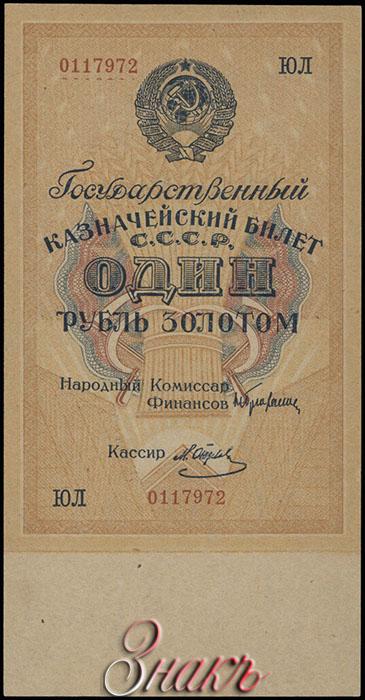 0117972 ЮЛ
Государственный
КАЗНАЧЕЙСКИЙ БИЛЕТ
С.С.С.Р.
ОДИН
РУБЛЬ ЗОЛОТОМ
Народный Комиссар
Финансов
Кассир
ЮЛ 0117972
Знакъ